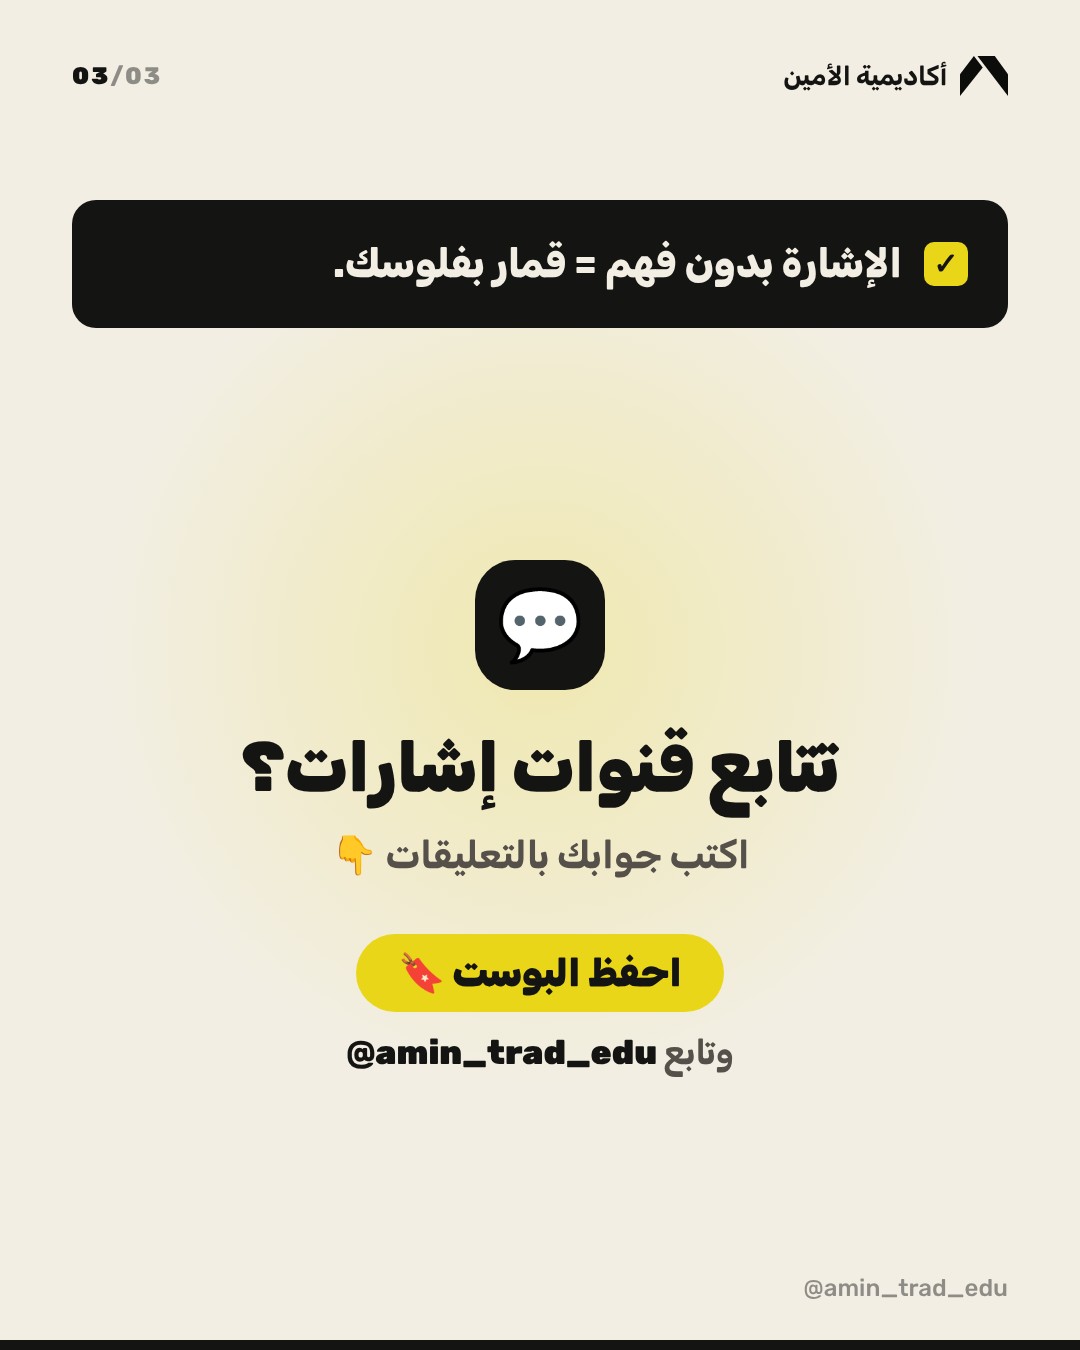 أكاديمية الأمين
03/03
✓ الإشارة بدون فهم = قمار بفلوسك.
💬
تتابع قنوات إشارات؟
اكتب جوابك بالتعليقات 👇
احفظ البوست 🔖
وتابع @amin_trad_edu
@amin_trad_edu